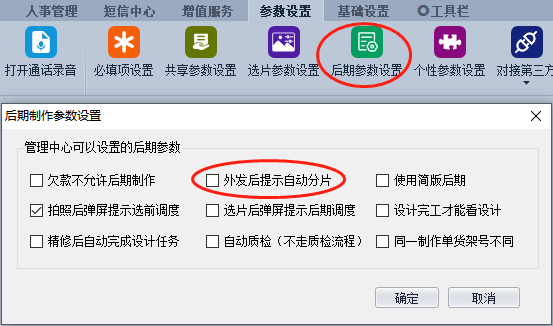 人事管理 短信中心 增值服务 参数设置 基础设置 工具栏
打开通话录音 必填项设置 共享参数设置 选片参数设置 后期参数设置 个性参数设置 对接第三方
后期制作参数设置
管理中心可以设置的后期参数
欠款不允许后期制作 外发后提示自动分片 使用简版后期
拍照后弹屏提示选前调度 选片后弹屏提示后期调度 设计完工才能看设计
精修后自动完成设计任务 自动质检（不走质检流程） 同一制作单货架号不同
确定 取消